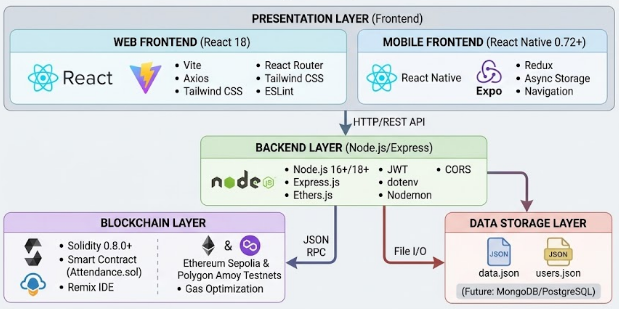 PRESENTATION LAYER (Frontend)
WEB FRONTEND (React 18)
React
• Vite
• Axios
• Tailwind CSS
• React Router
• Tailwind CSS
• ESLint
MOBILE FRONTEND (React Native 0.72+)
React Native
Expo
• Redux
• Async Storage
• Navigation
HTTP/REST API
BACKEND LAYER (Node.js/Express)
node
JS
• Node.js 16+/18+
• Express.js
• Ethers.js
• JWT
• dotenv
• Nodemon
• CORS
JSON
RPC
File I/O
BLOCKCHAIN LAYER
• Solidity 0.8.0+
• Smart Contract
(Attendance.sol)
• Remix IDE
&
Ethereum Sepolia &
Polygon Amoy Testnets
• Gas Optimization
DATA STORAGE LAYER
JSON
data.json
JSON
users.json
(Future: MongoDB/PostgreSQL)